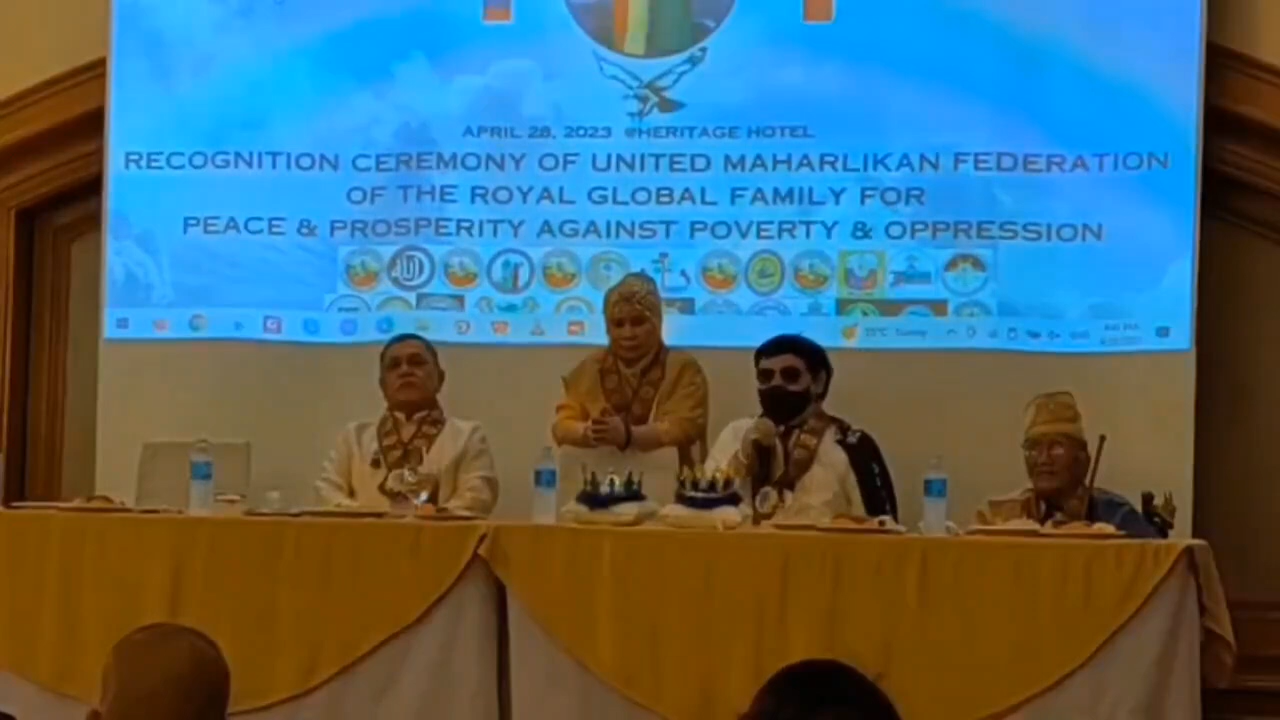 APRIL 28, 2023 @HERITAGE HOTEL
RECOGNITION CEREMONY OF UNITED MAHARLIKAN FEDERATION
OF THE ROYAL GLOBAL FAMILY FOR
PEACE & PROSPERITY AGAINST POVERTY & OPPRESSION